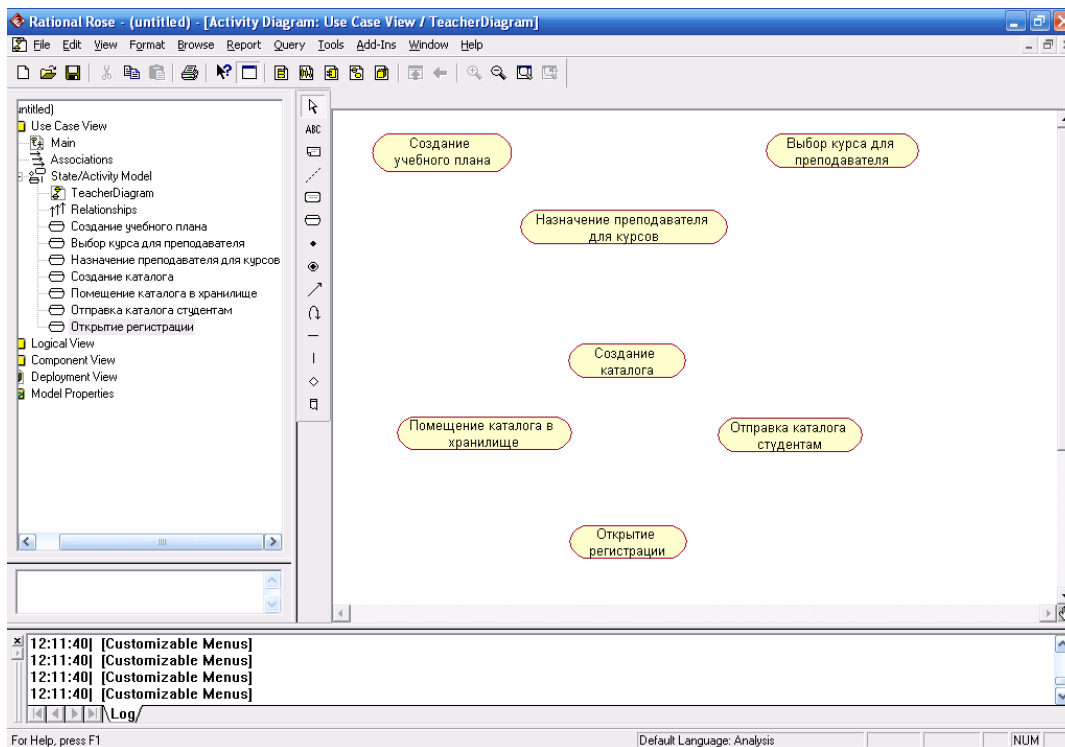 Rational Rose - (untitled) - [Activity Diagram: Use Case View / TeacherDiagram]
File Edit View Format Browse Report Query Tools Add-Ins Window Help
ntitled)
Use Case View
Main
Associations
State/Activity Model
TeacherDiagram
Relationships
Создание учебного плана
Выбор курса для преподавателя
Назначение преподавателя для курсов
Создание каталога
Помещение каталога в хранилище
Отправка каталога студентам
Открытие регистрации
Logical View
Component View
Deployment View
Model Properties
ABC
Создание
учебного плана
Выбор курса для
преподавателя
Назначение преподавателя
для курсов
Создание
каталога
Помещение каталога в
хранилище
Отправка каталога
студентам
Открытие
регистрации
12:11:40| [Customizable Menus]
12:11:40| [Customizable Menus]
12:11:40| [Customizable Menus]
12:11:40| [Customizable Menus]
Log
For Help, press F1
Default Language: Analysis
NUM